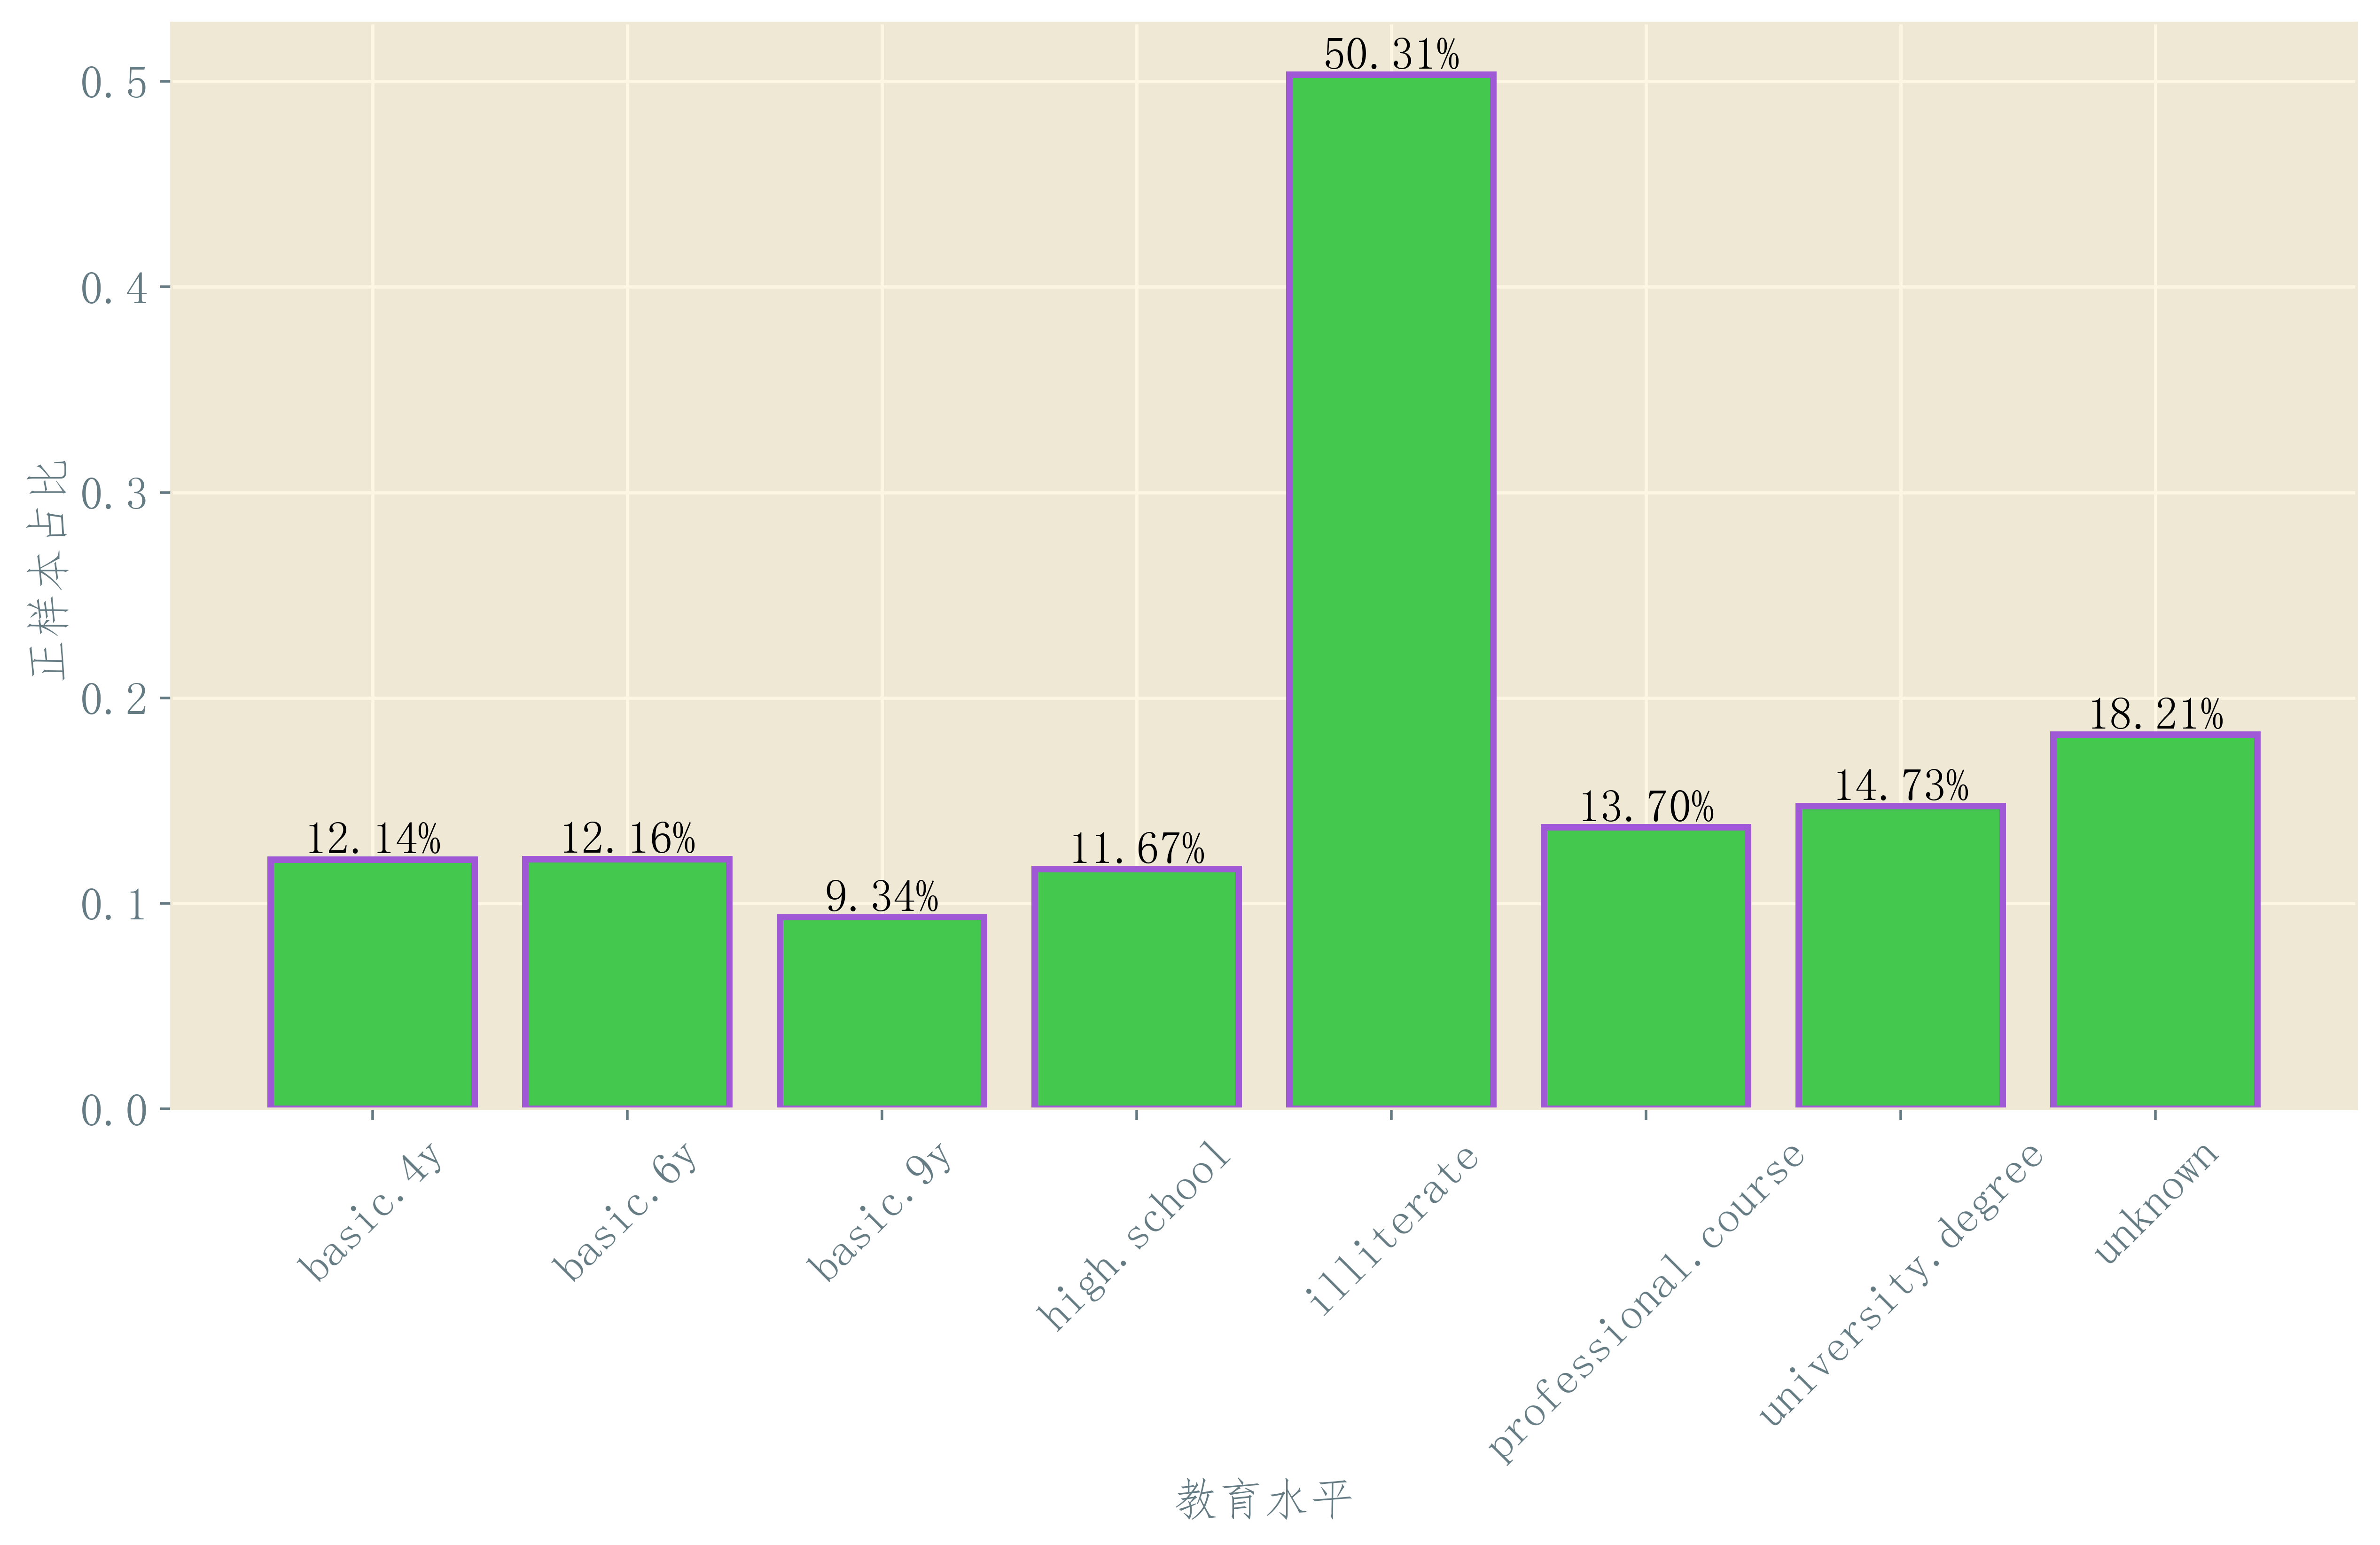 正样本占比
0.5
0.4
0.3
0.2
0.1
0.0
12.14%
12.16%
9.34%
11.67%
50.31%
13.70%
14.73%
18.21%
basic.4y
basic.6y
basic.9y
high.school
illiterate
professional.course
university.degree
unknown
教育水平